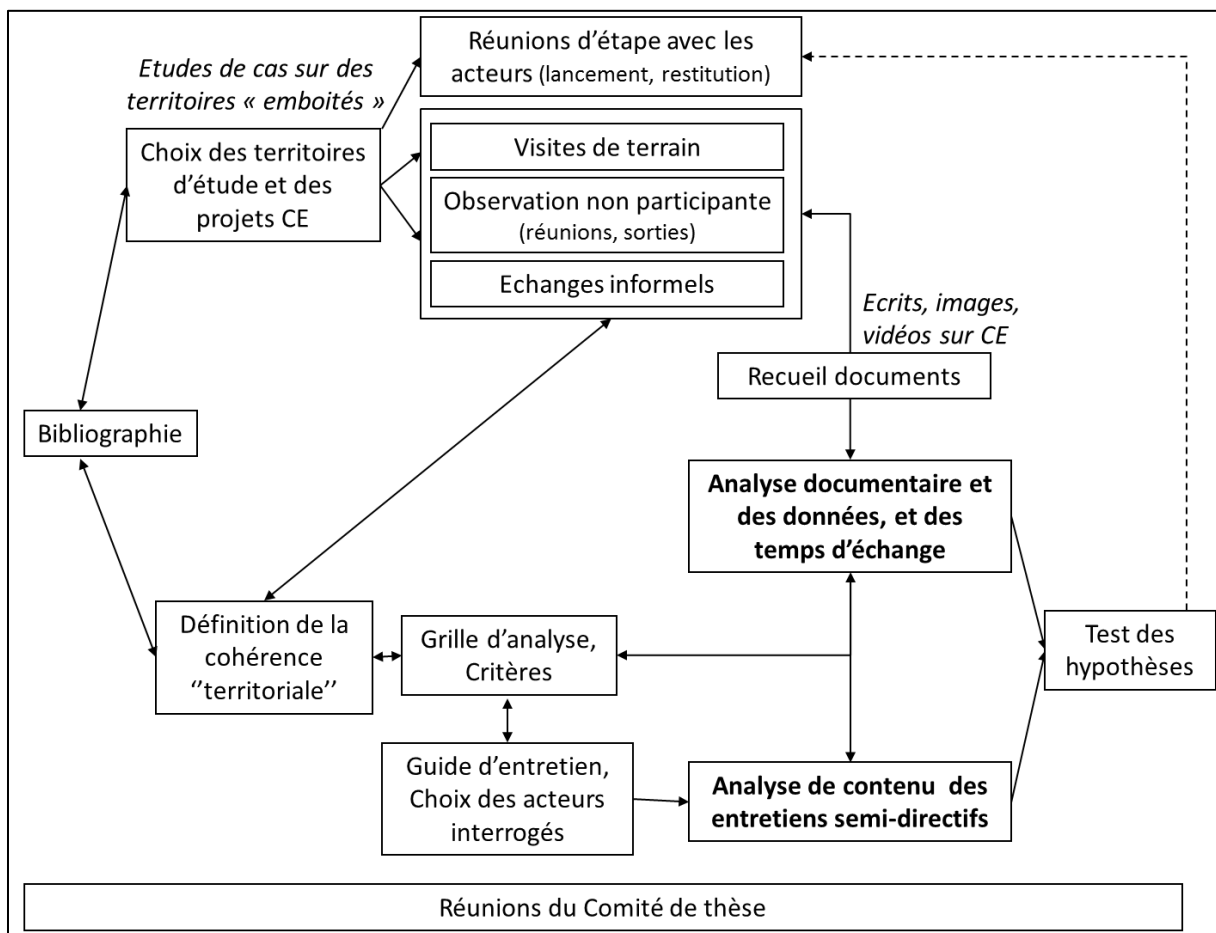 Réunions d’étape avec les
acteurs (lancement, restitution)
Etudes de cas sur des
territoires « emboités »
Choix des territoires
d’étude et des
projets CE
Visites de terrain
Observation non participante
(réunions, sorties)
Echanges informels
Ecrits, images,
vidéos sur CE
Recueil documents
Bibliographie
Analyse documentaire et
des données, et des
temps d’échange
Définition de la
cohérence
‘’territoriale’’
Grille d’analyse,
Critères
Test des
hypothèses
Guide d’entretien,
Choix des acteurs
interrogés
Analyse de contenu des
entretiens semi-directifs
Réunions du Comité de thèse